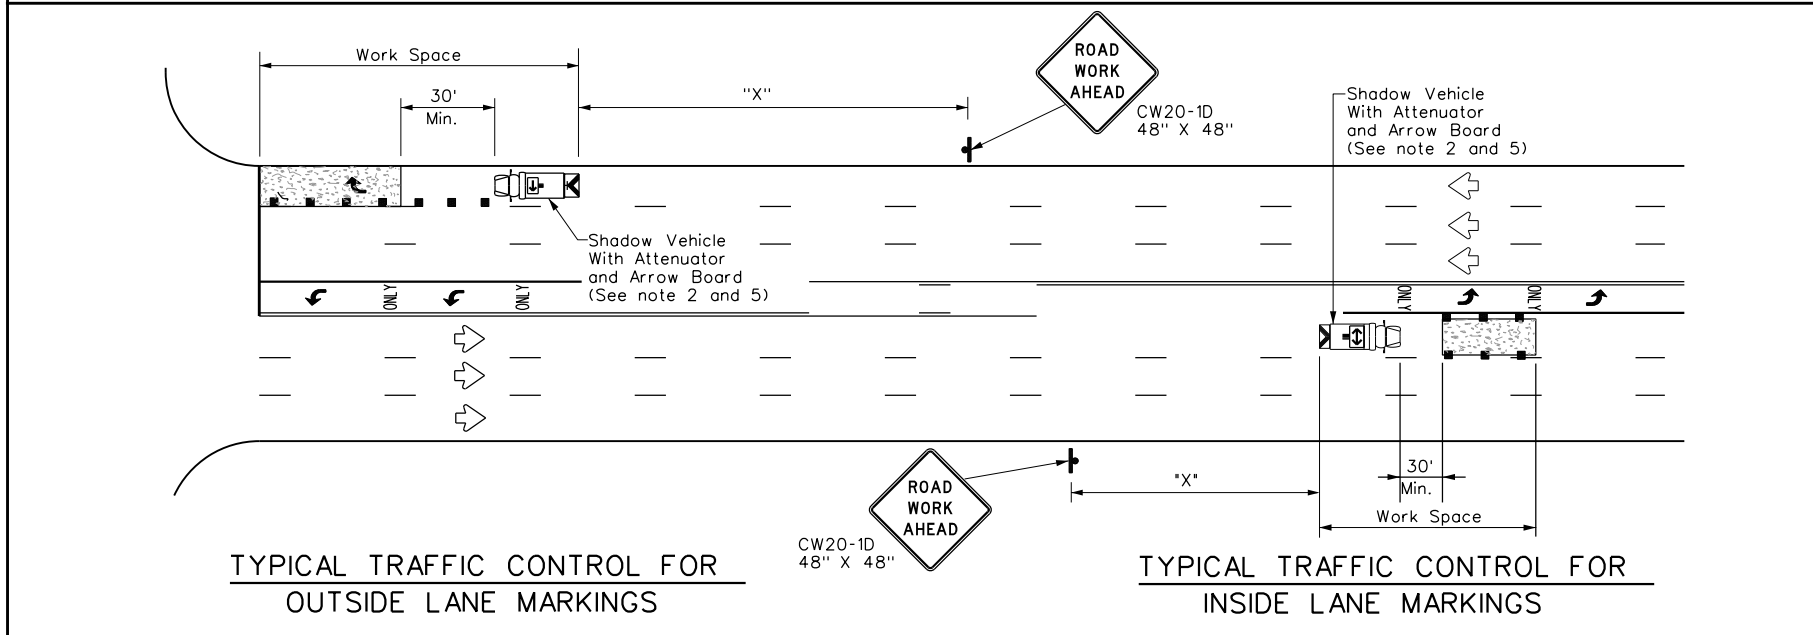 Work Space
30'
Min.
"X"
ROAD
WORK
AHEAD
CW20-1D
48" X 48"
Shadow Vehicle
With Attenuator
and Arrow Board
(See note 2 and 5)
Shadow Vehicle
With Attenuator
and Arrow Board
(See note 2 and 5)
ONLY
ONLY
ONLY
ONLY
ROAD
WORK
AHEAD
CW20-1D
48" X 48"
"X"
30'
Min.
Work Space
TYPICAL TRAFFIC CONTROL FOR
OUTSIDE LANE MARKINGS
TYPICAL TRAFFIC CONTROL FOR
INSIDE LANE MARKINGS